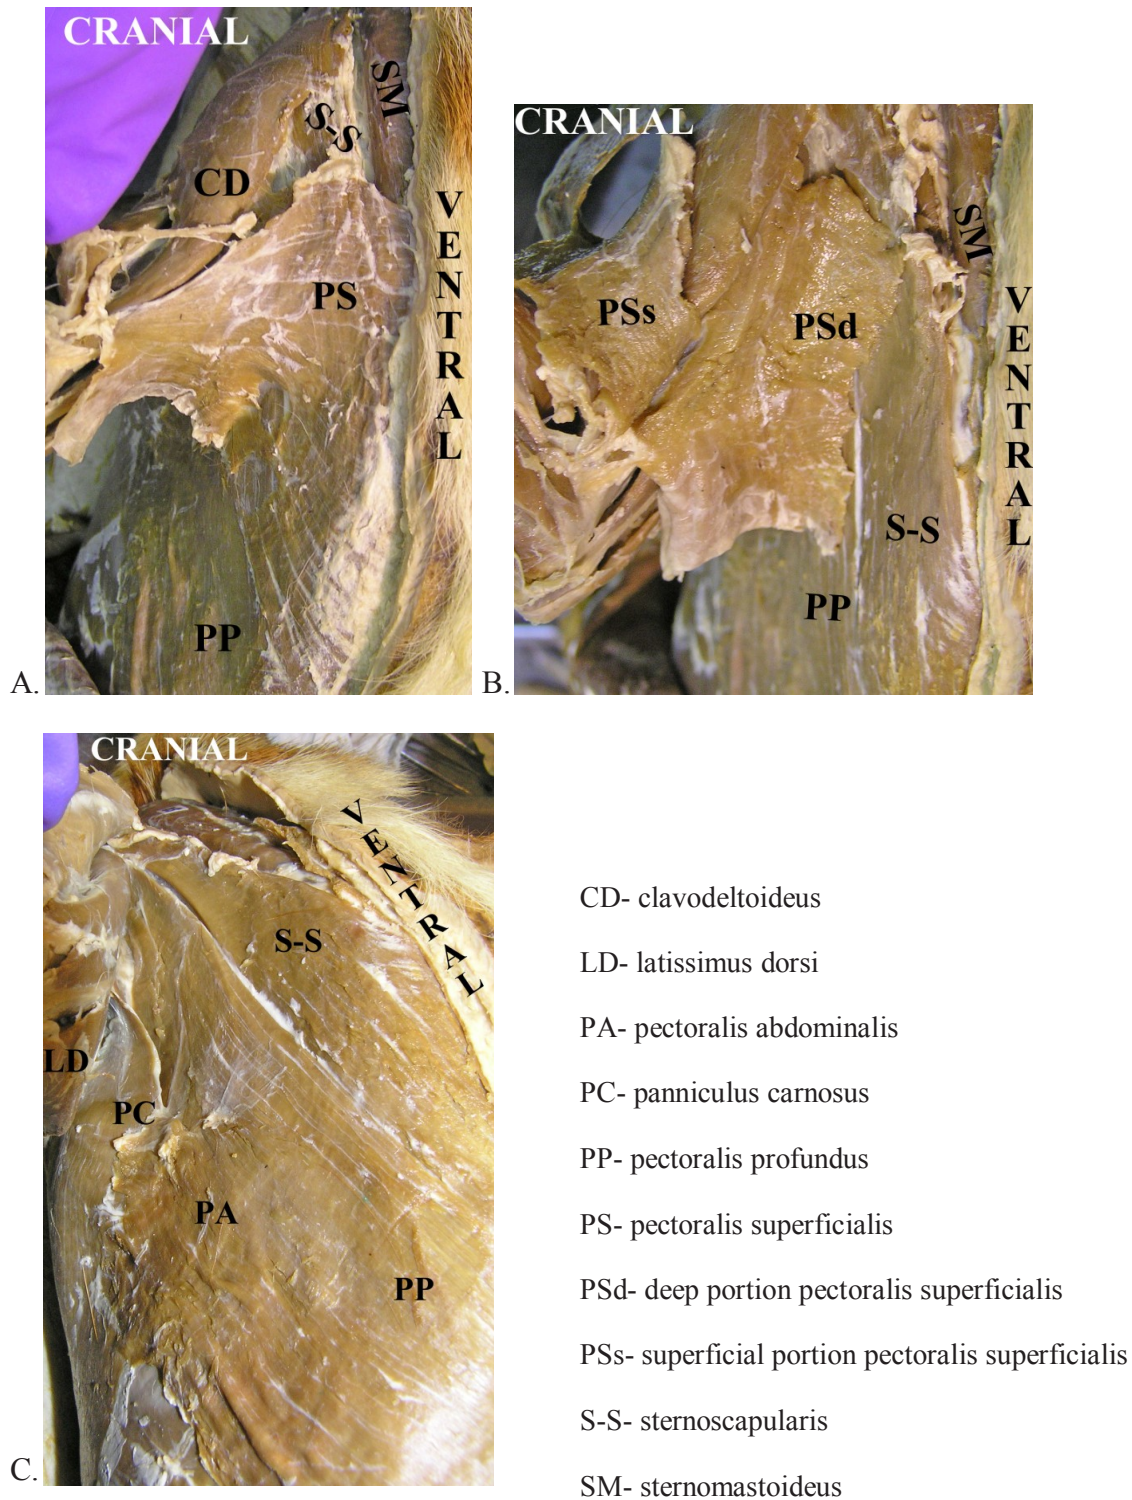 CRANIAL
SM
S-S
CD
VENTRAL
PS
PP
A.
CRANIAL
SM
PSs
PSd
VENTRAL
S-S
PP
B.
CRANIAL
VENTRAL
S-S
LD
PC
PA
PP
C.
CD- clavodeltoideus
LD- latissimus dorsi
PA- pectoralis abdominalis
PC- panniculus carnosus
PP- pectoralis profundus
PS- pectoralis superficialis
PSd- deep portion pectoralis superficialis
PSs- superficial portion pectoralis superficialis
S-S- sternoscapularis
SM- sternomastoideus